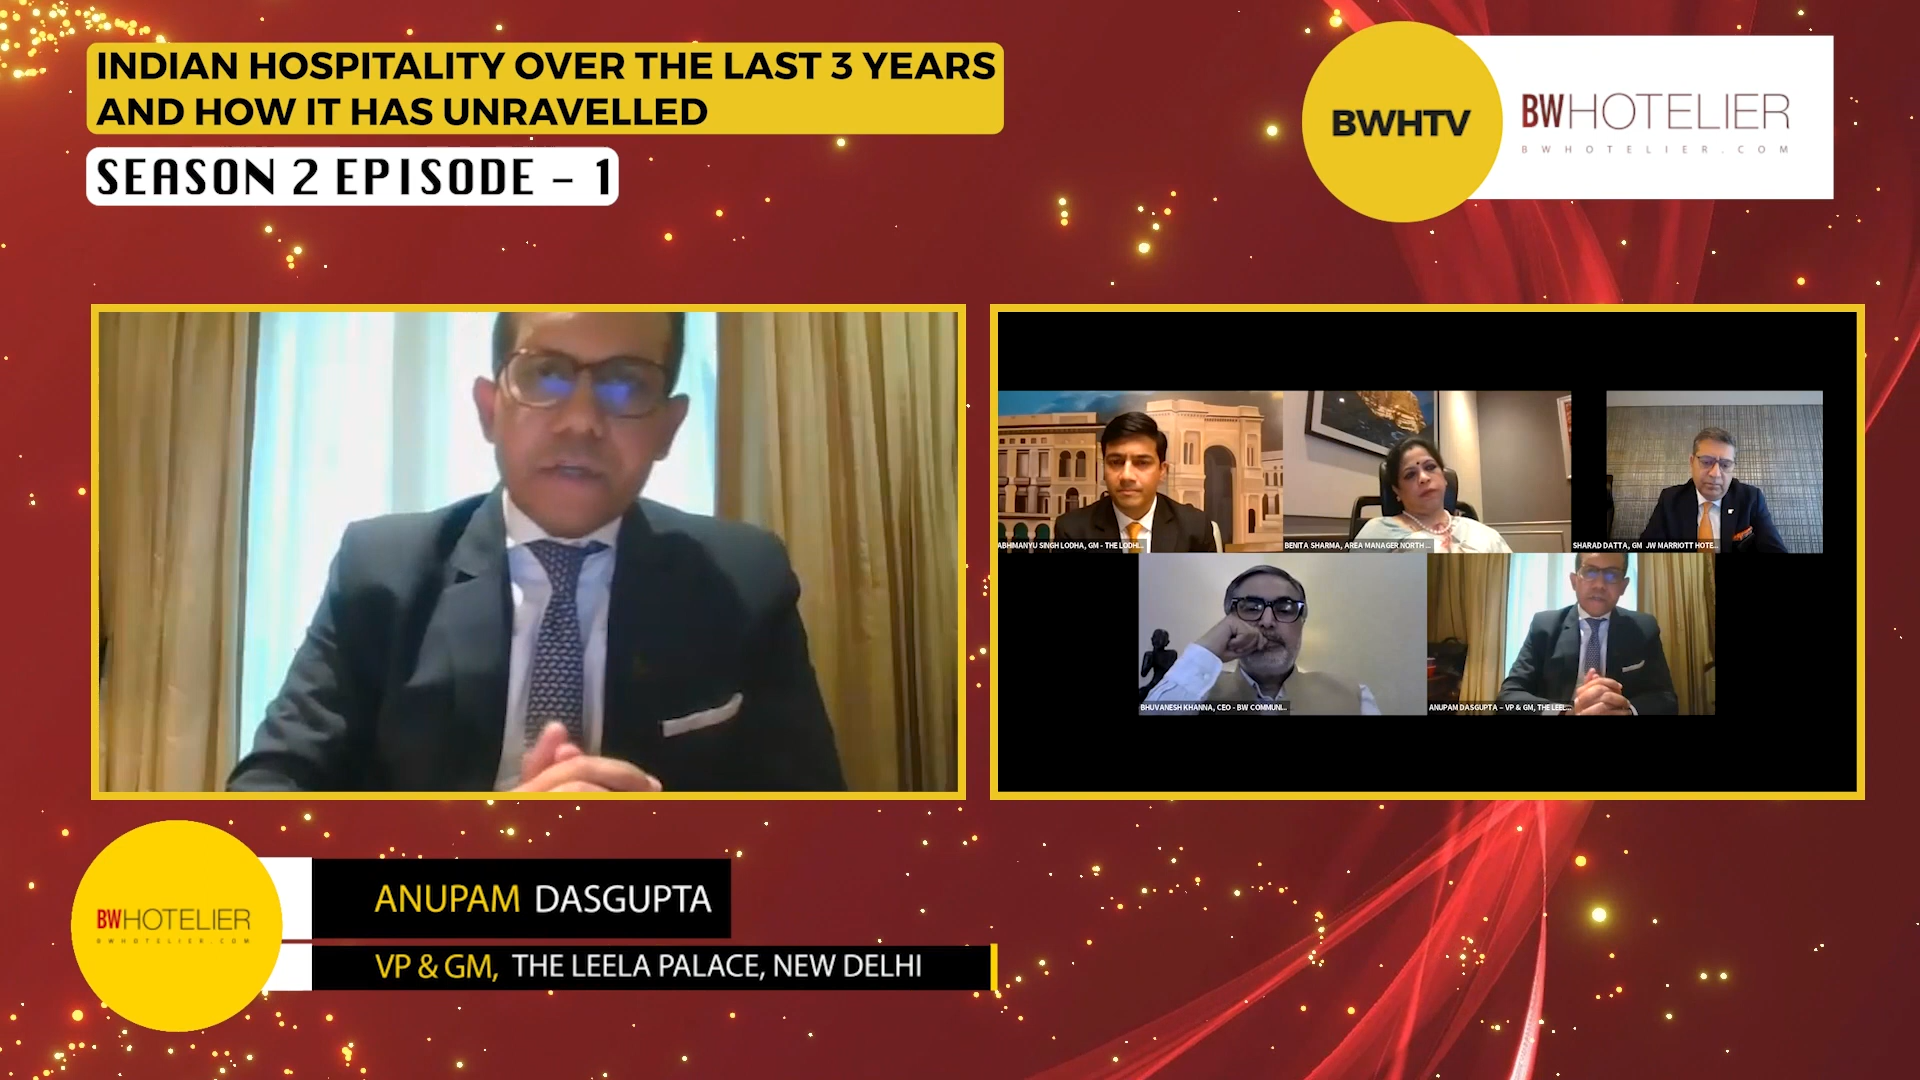 INDIAN HOSPITALITY OVER THE LAST 3 YEARS
AND HOW IT HAS UNRAVELLED
SEASON 2 EPISODE – 1
BWHTV
BWHOTELIER
BWHOTELIER.COM
ABHMANYU SINGH LODHA, GM - THE LODHI...
BENITA SHARMA, AREA MANAGER NORTH ...
SHARAD DATTA, GM JW MARRIOTT HOTE...
BHUVANESH KHANNA, CEO - BW COMMUNI...
ANUPAM DASGUPTA – VP & GM, THE LEEL...
BWHOTELIER
BWHOTELIER.COM
ANUPAM DASGUPTA
VP & GM, THE LEELA PALACE, NEW DELHI